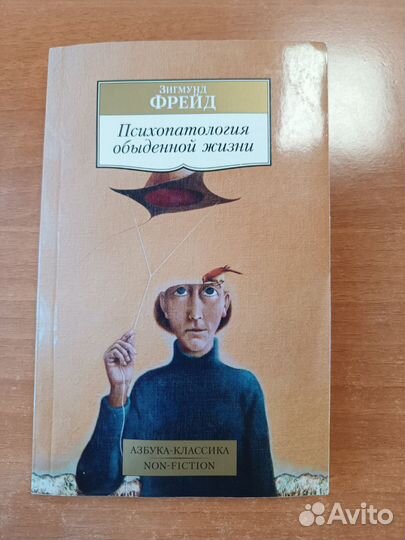 Зигмунд
ФРЕЙД
Психопатология
обыденной жизни
АЗБУКА-КЛАССИКА
NON-FICTION
Avito